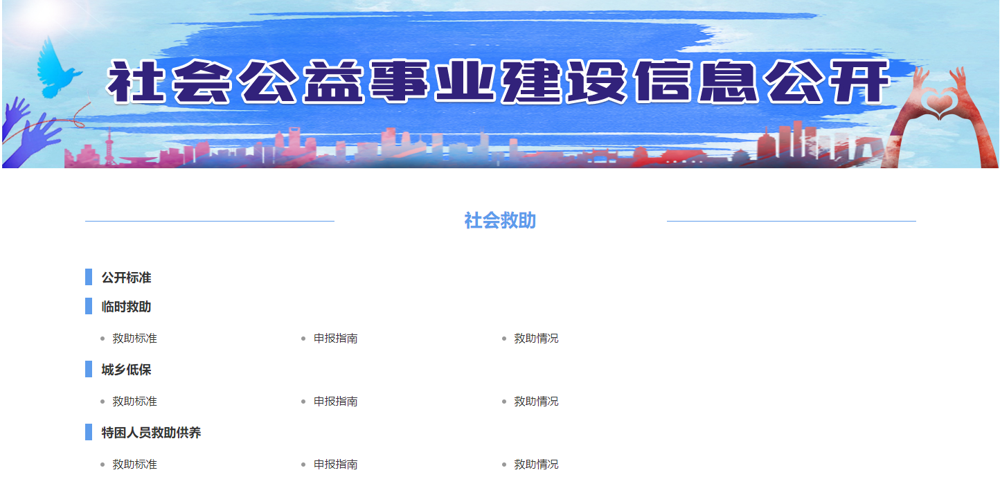 社会公益事业建设信息公开
社会救助
公开标准
临时救助
救助标准 申报指南 救助情况
城乡低保
救助标准 申报指南 救助情况
特困人员救助供养
救助标准 申报指南 救助情况